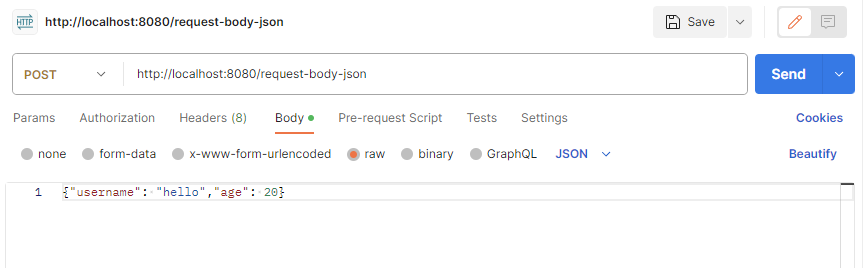 HTTP http://localhost:8080/request-body-json Save
POST http://localhost:8080/request-body-json Send
Params Authorization Headers (8) Body Pre-request Script Tests Settings Cookies
none form-data x-www-form-urlencoded raw binary GraphQL JSON Beautify
1 {"username": "hello","age": 20}